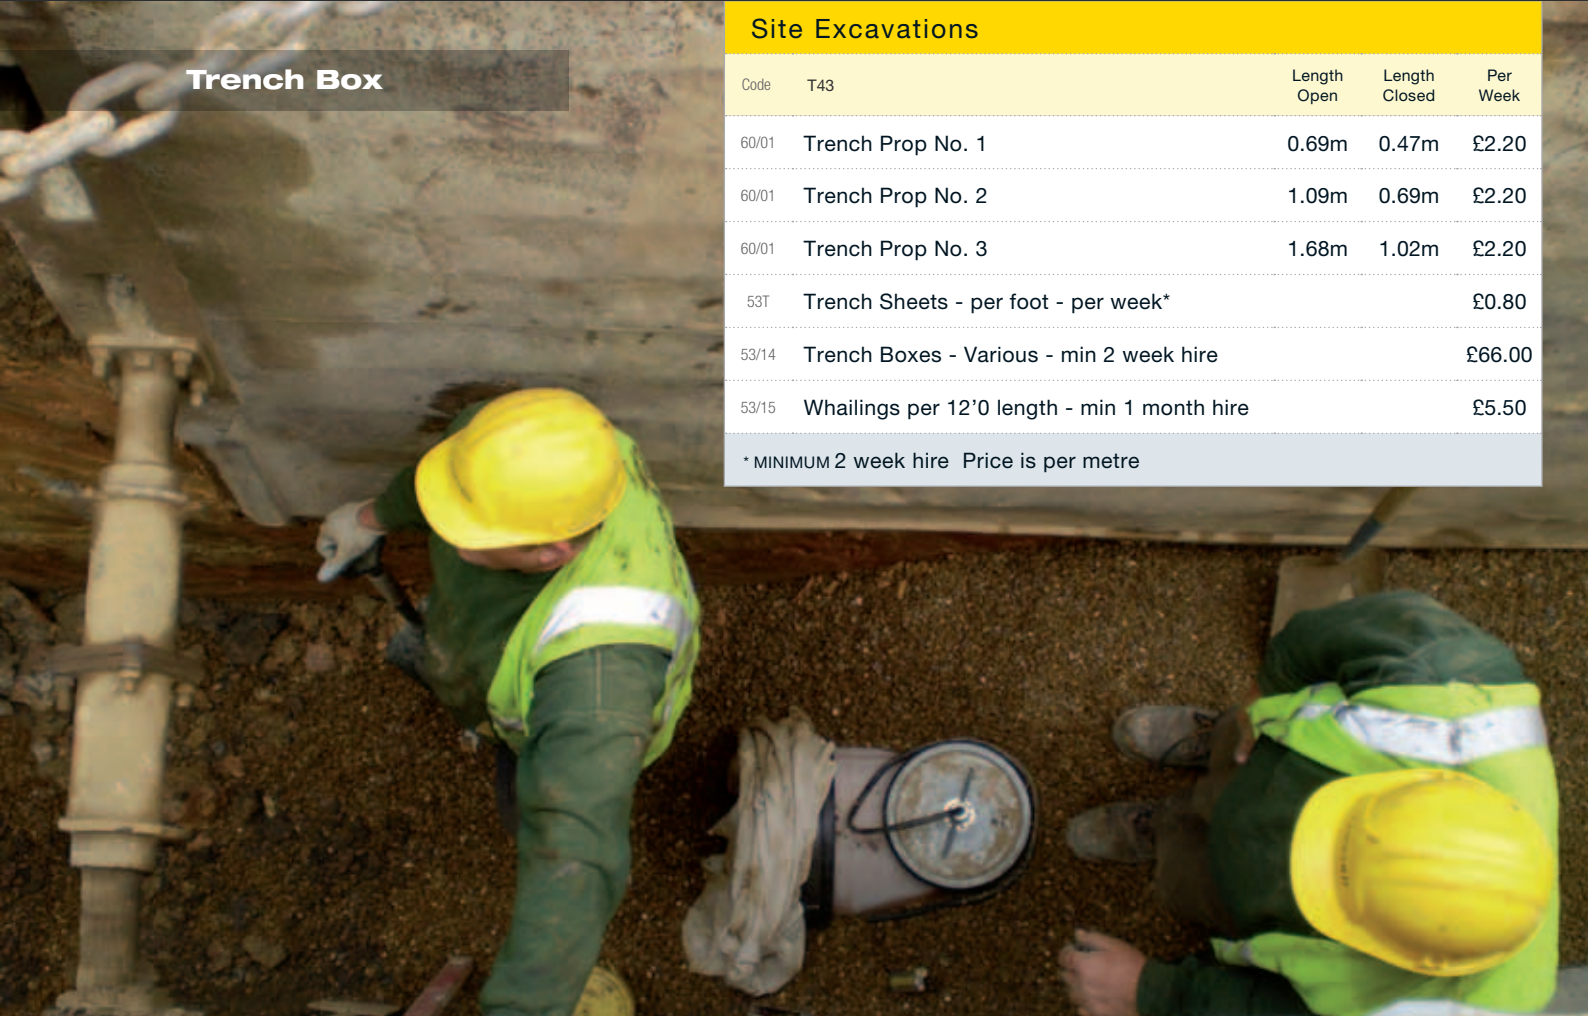 Trench Box
Site Excavations
Code T43 Length Open Length Closed Per Week
60/01 Trench Prop No. 1 0.69m 0.47m £2.20
60/01 Trench Prop No. 2 1.09m 0.69m £2.20
60/01 Trench Prop No. 3 1.68m 1.02m £2.20
53T Trench Sheets - per foot - per week* £0.80
53/14 Trench Boxes - Various - min 2 week hire £66.00
53/15 Whailings per 12’0 length - min 1 month hire £5.50
* MINIMUM 2 week hire Price is per metre